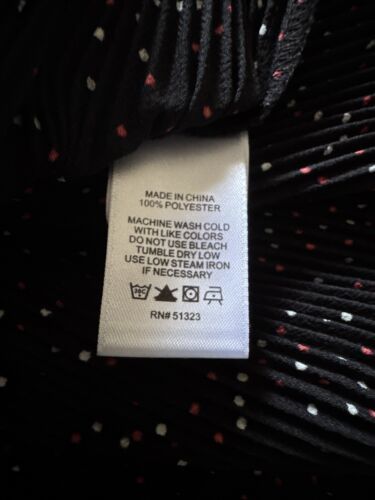 MADE IN CHINA
100% POLYESTER
MACHINE WASH COLD
WITH LIKE COLORS
DO NOT USE BLEACH
TUMBLE DRY LOW
USE LOW STEAM IRON
IF NECESSARY
RN# 51323